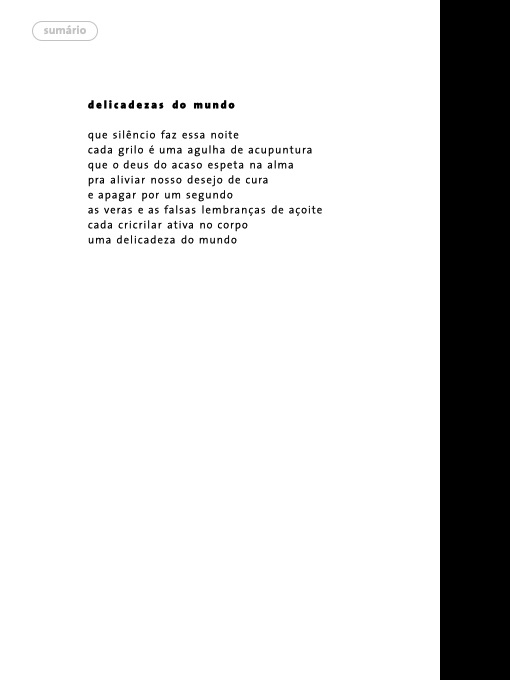 sumário
delicadezas do mundo
que silêncio faz essa noite
cada grilo é uma agulha de acupuntura
que o deus do acaso espeta na alma
pra aliviar nosso desejo de cura
e apagar por um segundo
as veras e as falsas lembranças de açoite
cada cricrilar ativa no corpo
uma delicadeza do mundo